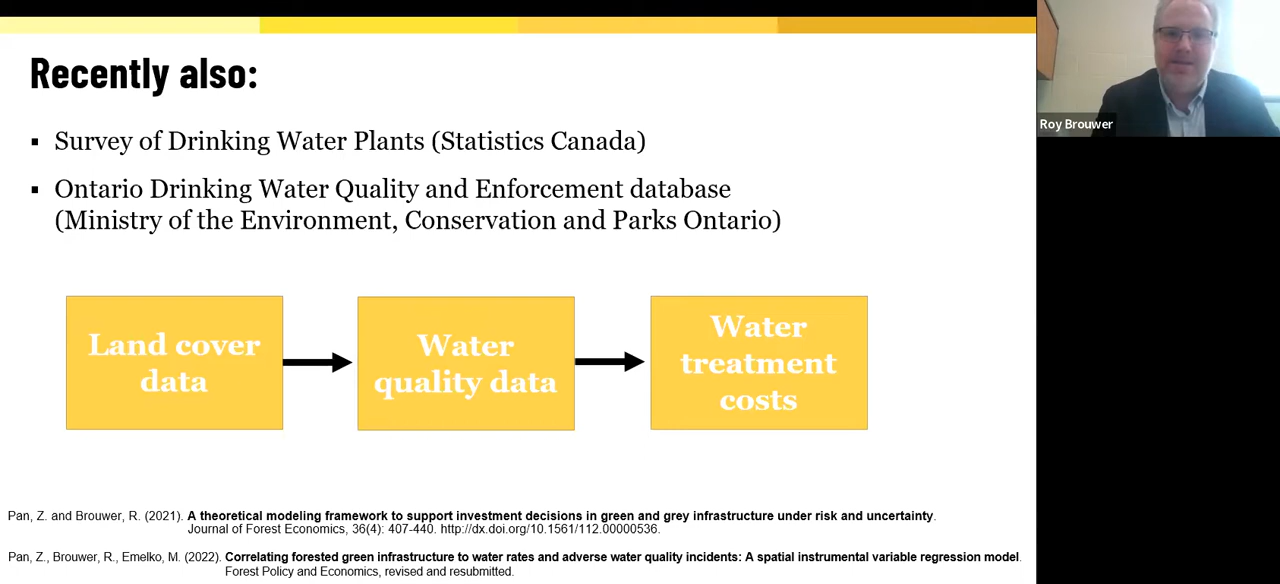 Recently also:
Roy Brouwer
▪ Survey of Drinking Water Plants (Statistics Canada)
▪ Ontario Drinking Water Quality and Enforcement database
(Ministry of the Environment, Conservation and Parks Ontario)
Land cover
data
Water
quality data
Water
treatment
costs
Pan, Z. and Brouwer, R. (2021). A theoretical modeling framework to support investment decisions in green and grey infrastructure under risk and uncertainty.
Journal of Forest Economics, 36(4): 407-440. http://dx.doi.org/10.1561/112.00000536.
Pan, Z., Brouwer, R., Emelko, M. (2022). Correlating forested green infrastructure to water rates and adverse water quality incidents: A spatial instrumental variable regression model.
Forest Policy and Economics, revised and resubmitted.